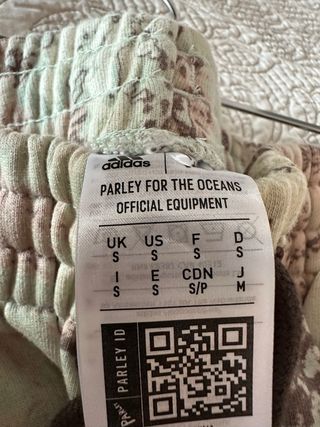 adidas
PARLEY FOR THE OCEANS
OFFICIAL EQUIPMENT
UK US F D
S S S S
I E CDN J
S S S/P M
PARLEY ID